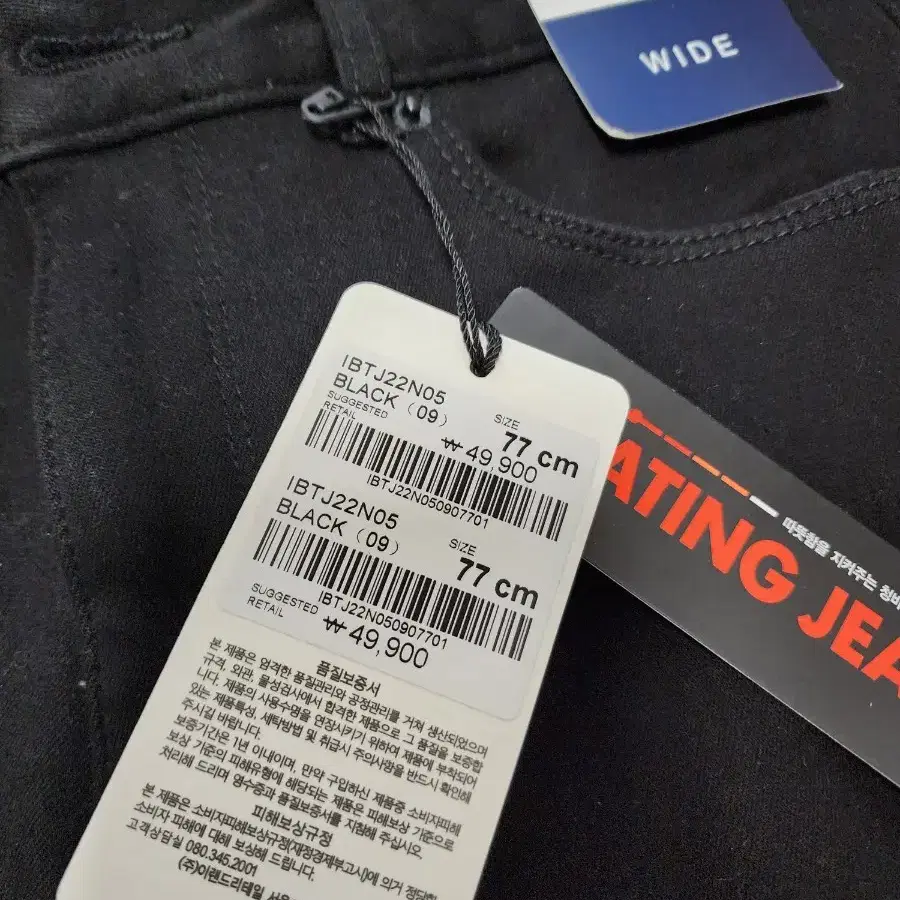 WIDE
IBTJ22N05
BLACK (09)
SUGGESTED
RETAIL
SIZE
77 cm
₩ 49,900
IBTJ22N050907701
IBTJ22N05
BLACK (09)
SIZE
77 cm
IBTJ22N050907701
SUGGESTED
RETAIL
₩ 49,900
품질보증서
본 제품은 엄격한 품질관리와 공정관리를 거쳐 생산되었으며
규격, 외관, 물성검사에서 합격한 제품으로 그 품질을 보증합
니다. 제품의 사용수명을 연장시키기 위하여 제품에 부착되어
있는 제품특성, 세탁방법 및 취급시 주의사항을 반드시 확인해
주시길 바랍니다.
보증기간은 1년 이내이며, 만약 구입하신 제품중 소비자피해
보상 기준의 피해유형에 해당되는 제품은 피해보상 기준으로
처리해 드리며 영수증과 품질보증서를 지참해 주십시오.
피해보상규정
본 제품은 소비자피해보상규정(재정경제부고시)에 의거 정당한
소비자 피해에 대해 보상해 드립니다.
고객상담실 080.345.2001
(주)이랜드리테일 서울
ATING JEA
따뜻함을 지켜주는 청바